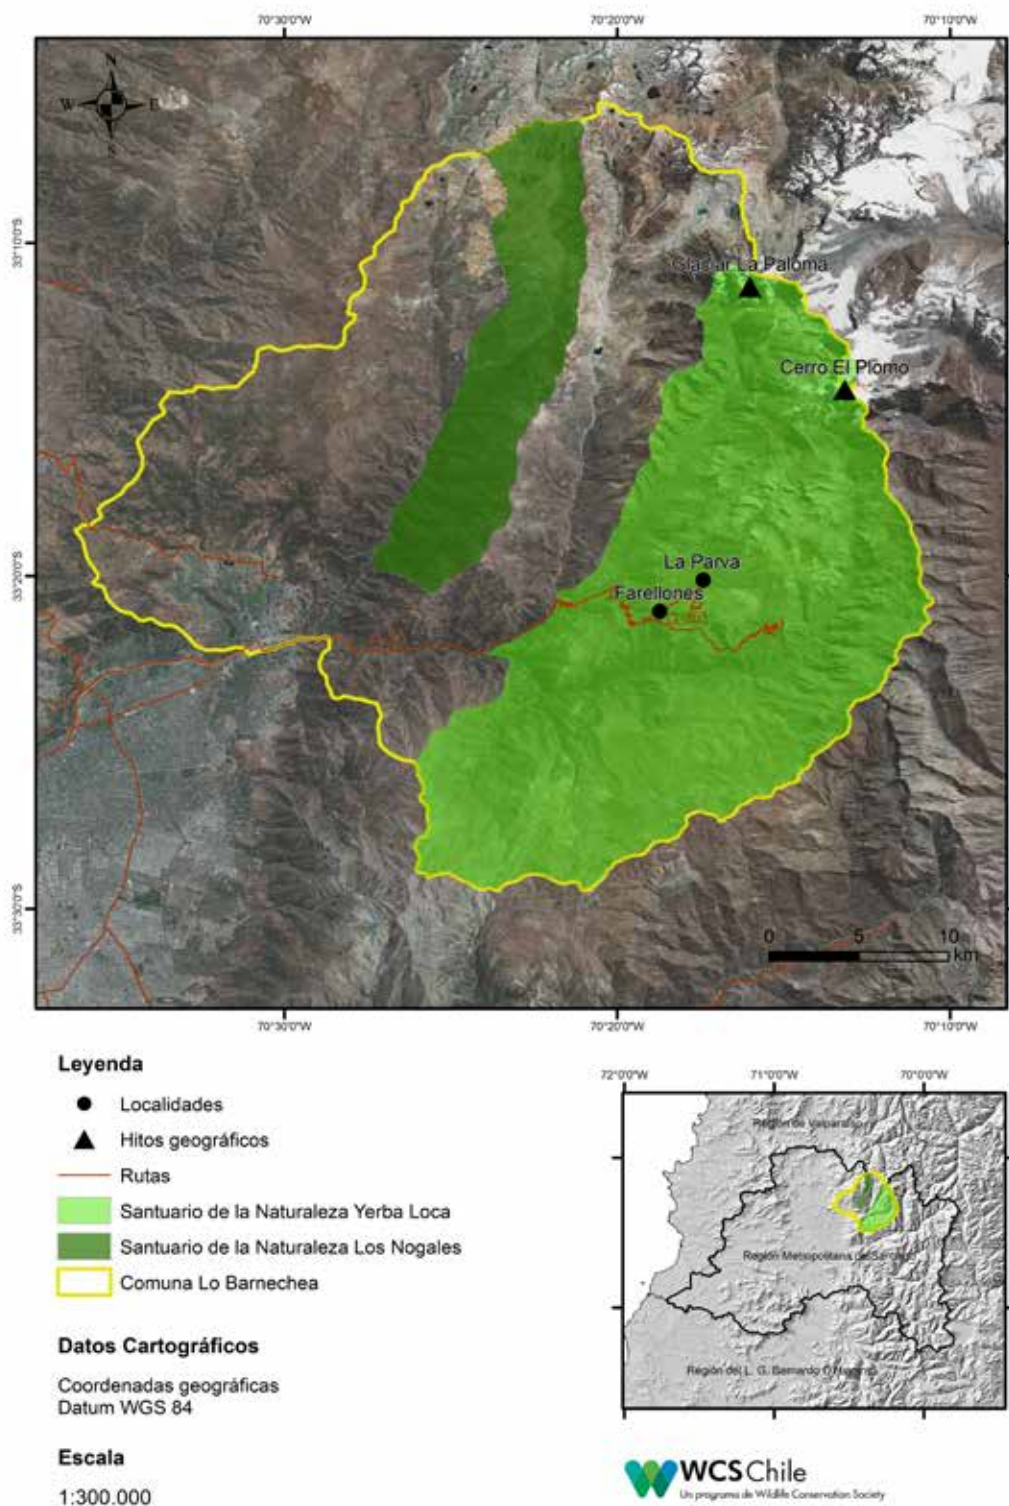 70°30'0"W 70°20'0"W 70°10'0"W
N
W E
S
33°10'0"S
Glaciar La Paloma
Cerro El Plomo
33°20'0"S
La Parva
Farellones
33°30'0"S
0 5 10
km
70°30'0"W 70°20'0"W 70°10'0"W
Leyenda
Localidades
Hitos geográficos
Rutas
Santuario de la Naturaleza Yerba Loca
Santuario de la Naturaleza Los Nogales
Comuna Lo Barnechea
Datos Cartográficos
Coordenadas geográficas
Datum WGS 84
Escala
1:300.000
72°0'0"W 71°0'0"W 70°0'0"W
Región de Valparaíso
Región Metropolitana de Santiago
Región del L. G. Bernardo O'Higgins
WCS Chile
Un programa de Wildlife Conservation Society